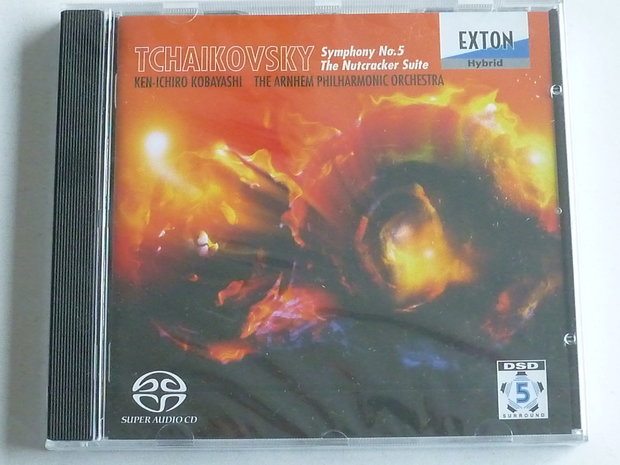 TCHAIKOVSKY
Symphony No.5
The Nutcracker Suite
KEN-ICHIRO KOBAYASHI THE ARNHEM PHILHARMONIC ORCHESTRA
EXTON
Hybrid
SUPER AUDIO CD
DSD
5
SURROUND